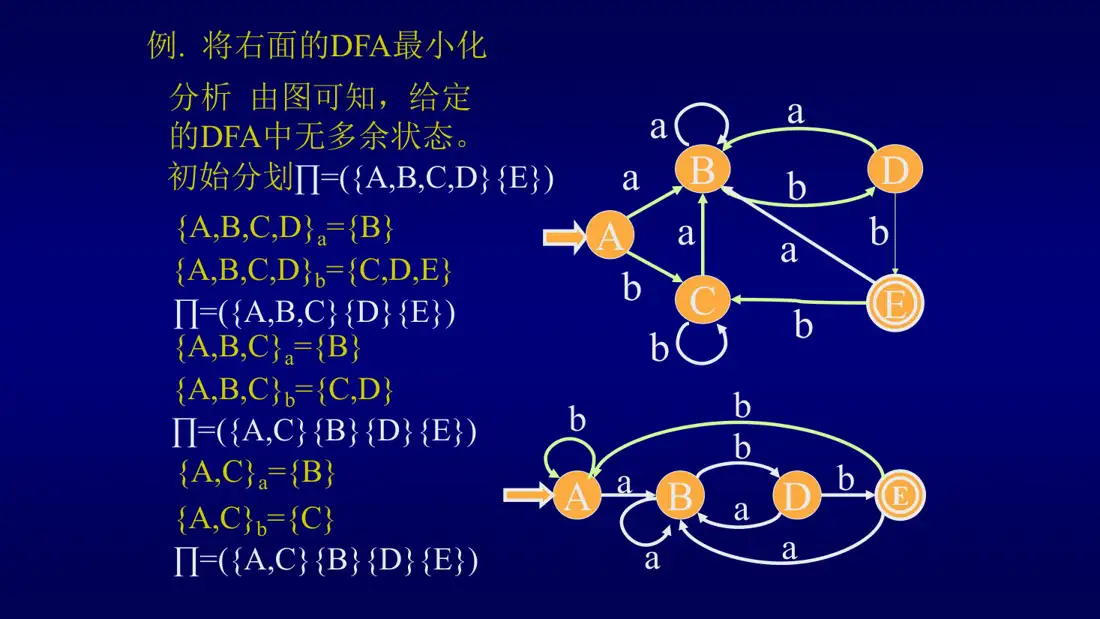 例. 将右面的DFA最小化
分析 由图可知，给定
的DFA中无多余状态。
初始分划∏=({A,B,C,D}{E})
{A,B,C,D}a={B}
{A,B,C,D}b={C,D,E}
∏=({A,B,C}{D}{E})
{A,B,C}a={B}
{A,B,C}b={C,D}
∏=({A,C}{B}{D}{E})
{A,C}a={B}
{A,C}b={C}
∏=({A,C}{B}{D}{E})
a
a
B
D
a
b
b
A
a
a
b
C
E
b
b
b
b
b
A
a
B
D
b
E
a
a
a